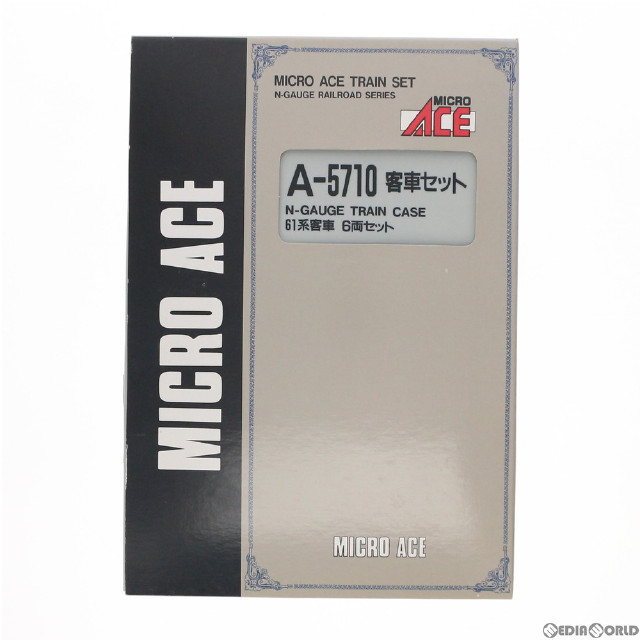 MICRO ACE
MICRO ACE TRAIN SET
N-GAUGE RAILROAD SERIES
MICRO
ACE
A-5710 客車セット
N-GAUGE TRAIN CASE
61系客車 6両セット
MICRO ACE
MEDIAWORLD